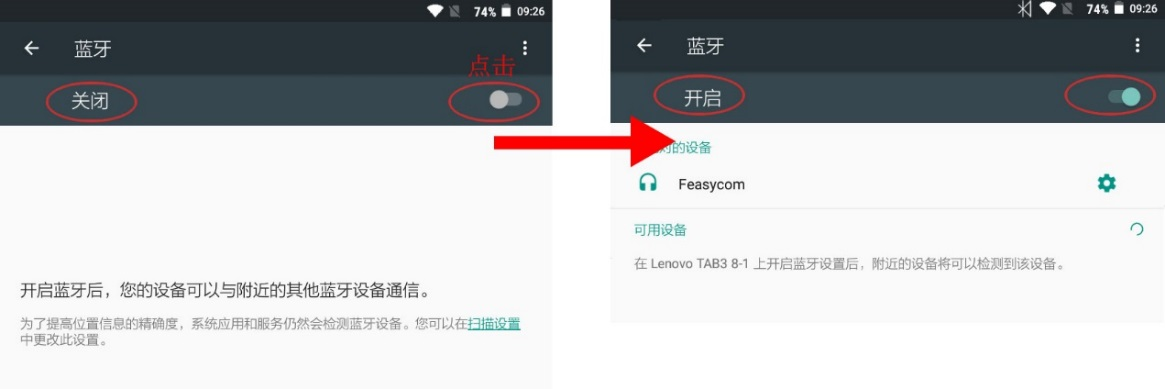 74% 09:26
蓝牙
点击
关闭
开启蓝牙后，您的设备可以与附近的其他蓝牙设备通信。
为了提高位置信息的精确度，系统应用和服务仍然会检测蓝牙设备。您可以在扫描设置
中更改此设置。
74% 09:26
蓝牙
开启
的设备
Feasycom
可用设备
在 Lenovo TAB3 8-1 上开启蓝牙设置后，附近的设备将可以检测到该设备。